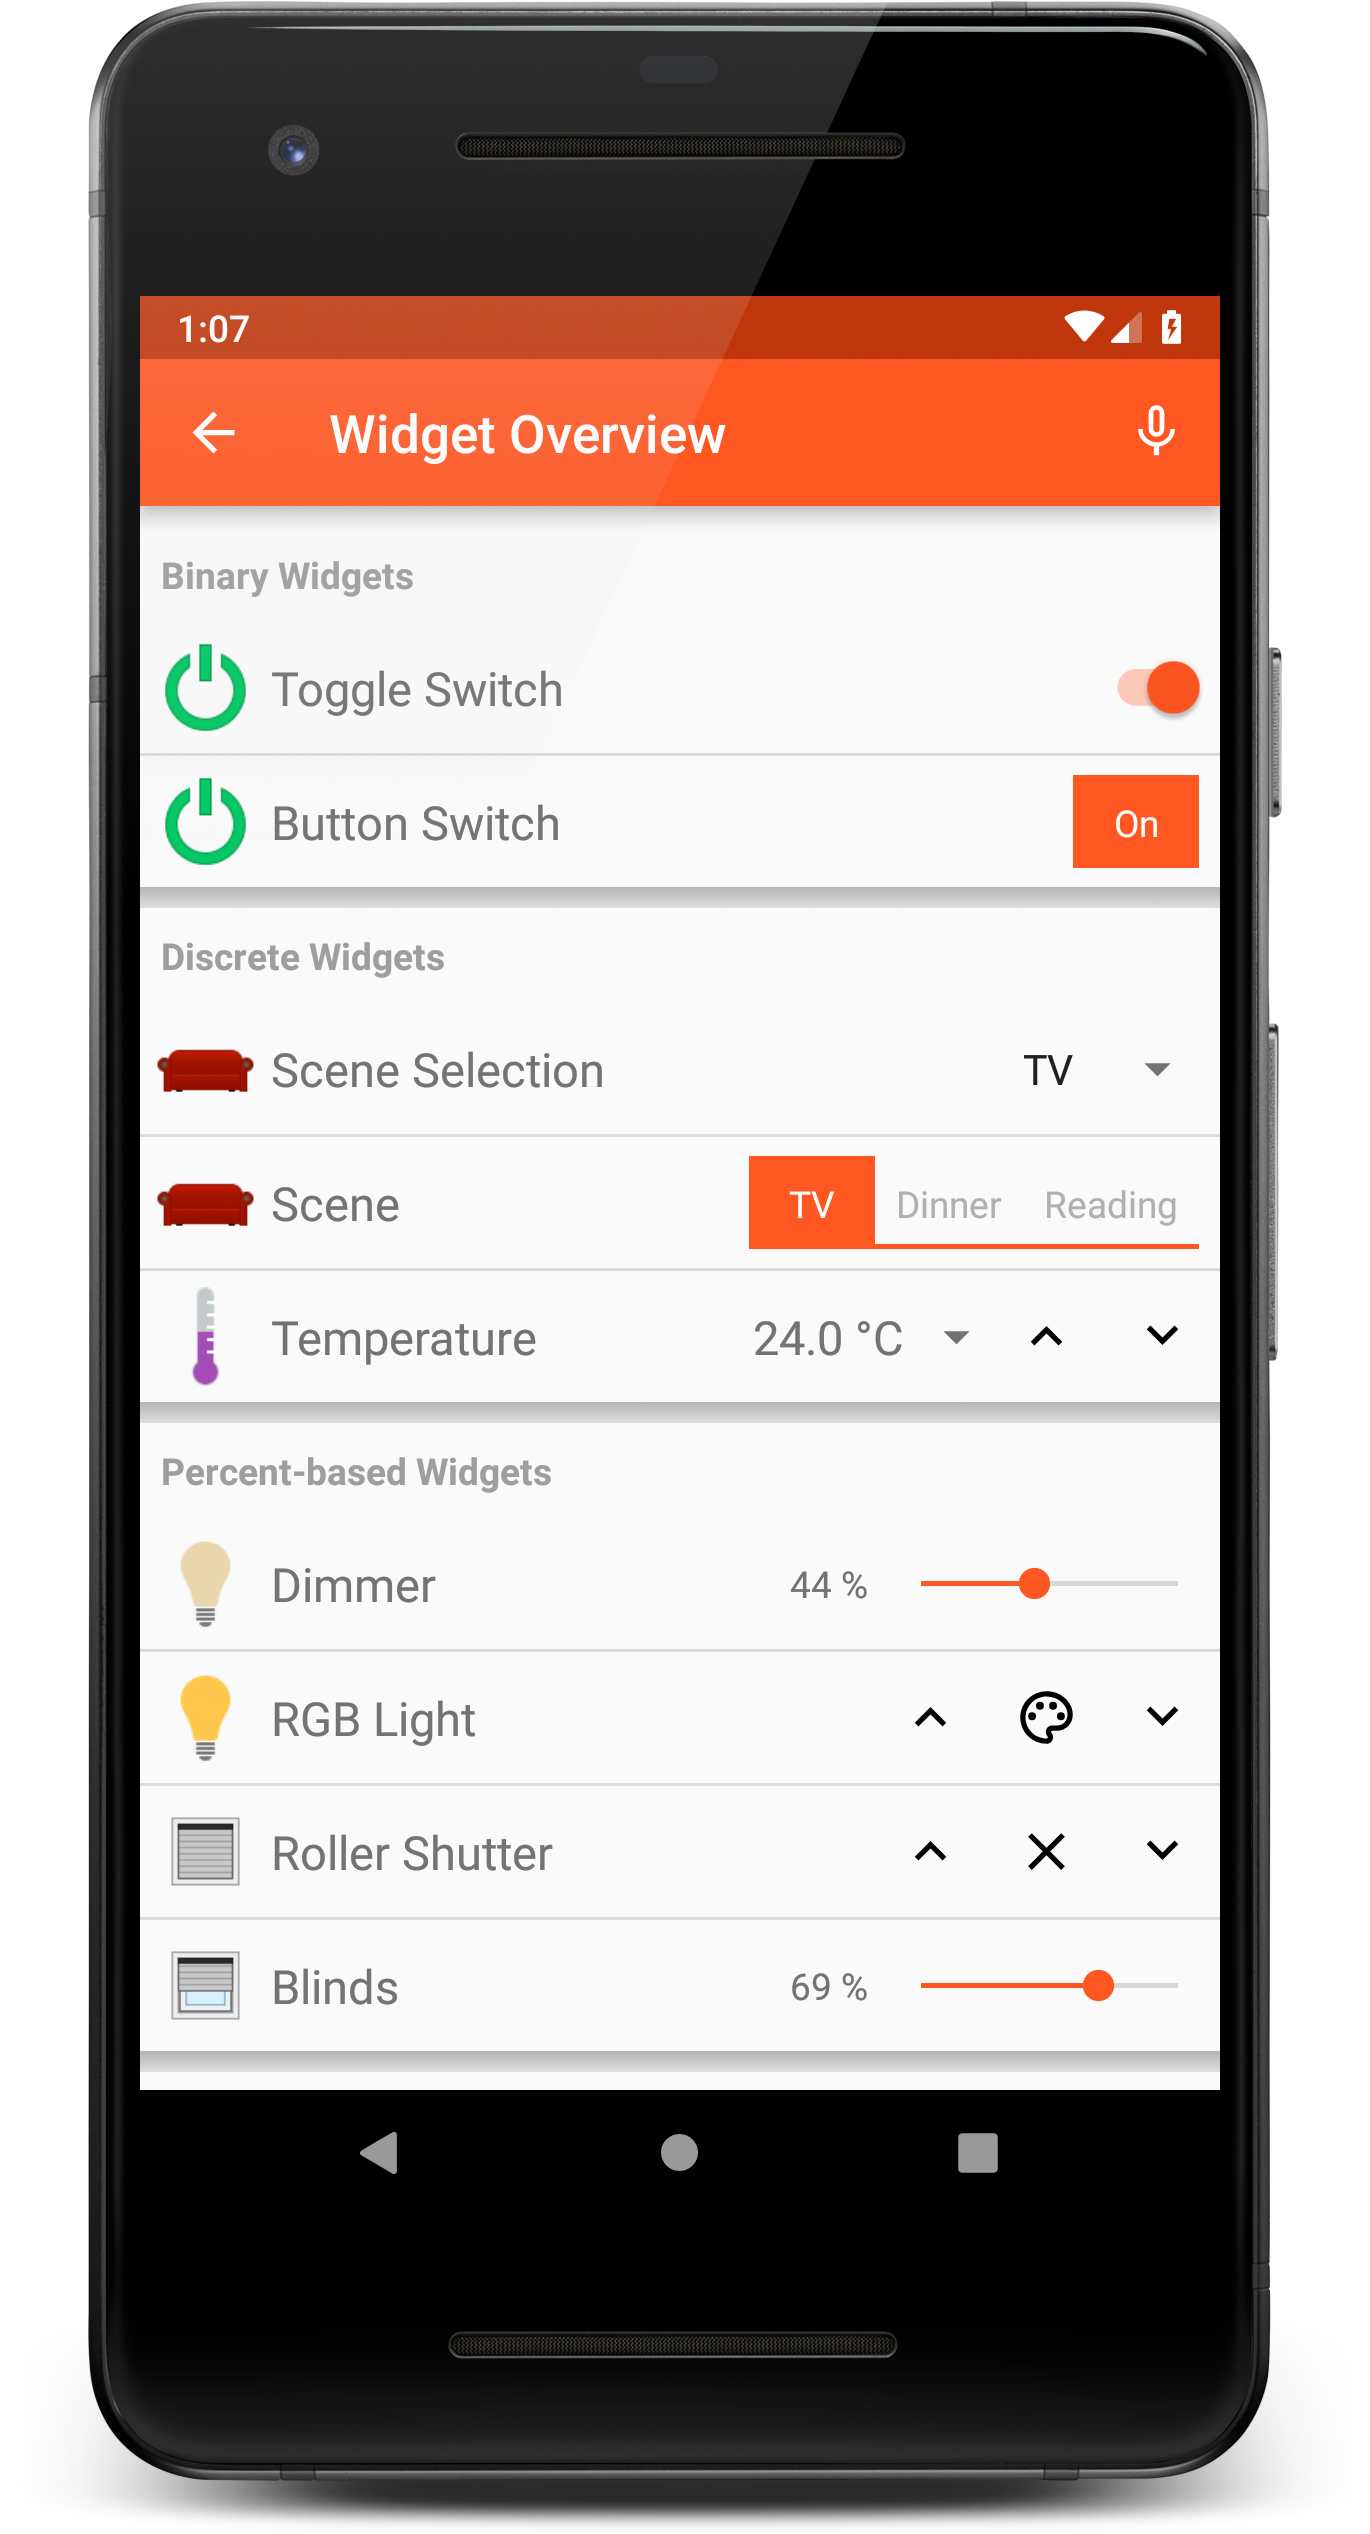 1:07
Widget Overview
Binary Widgets
Toggle Switch
Button Switch On
Discrete Widgets
Scene Selection TV
Scene TV Dinner Reading
Temperature 24.0 °C
Percent-based Widgets
Dimmer 44 %
RGB Light
Roller Shutter
Blinds 69 %